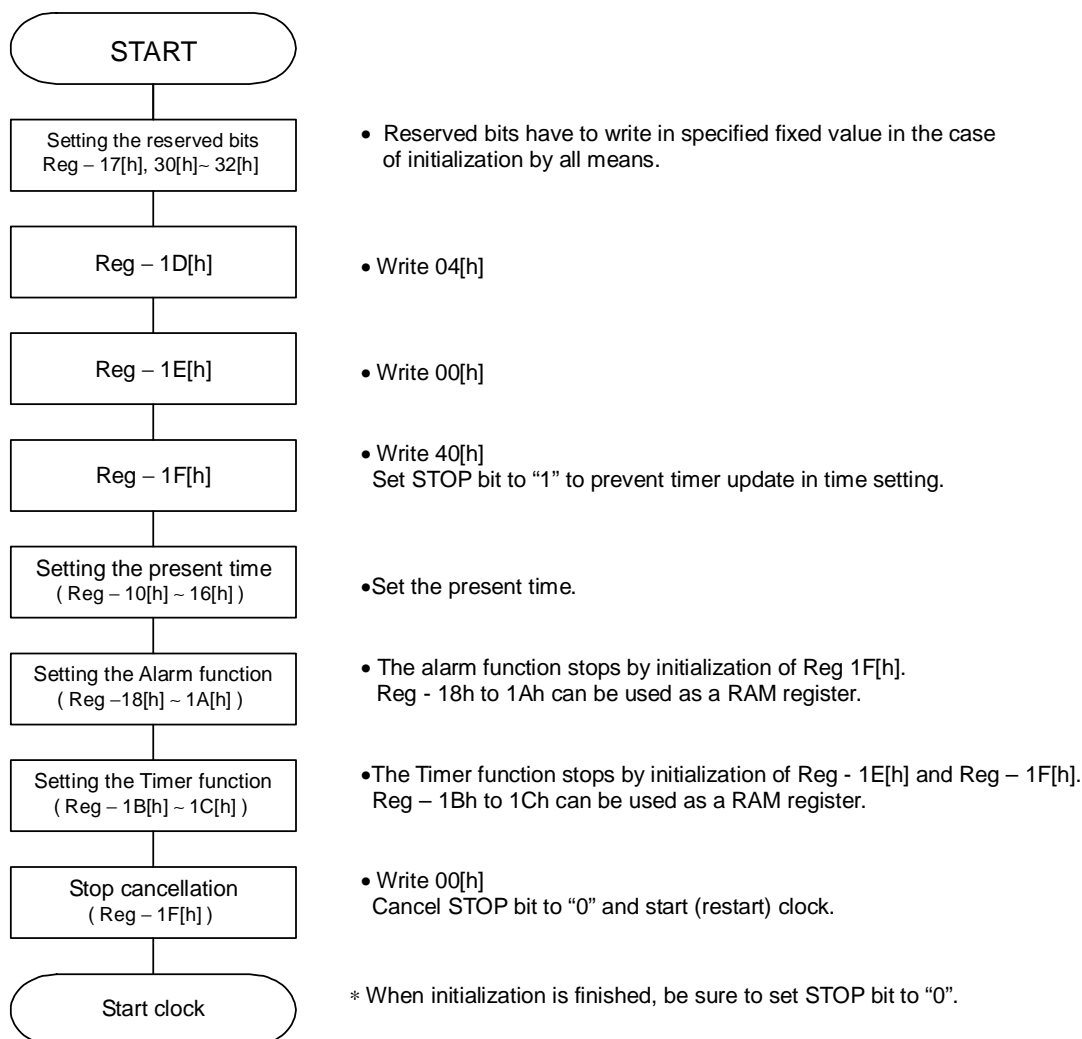 START
Setting the reserved bits
Reg – 17[h], 30[h]~ 32[h]
• Reserved bits have to write in specified fixed value in the case
of initialization by all means.
Reg – 1D[h]
• Write 04[h]
Reg – 1E[h]
• Write 00[h]
Reg – 1F[h]
• Write 40[h]
Set STOP bit to “1” to prevent timer update in time setting.
Setting the present time
( Reg – 10[h] ~ 16[h] )
•Set the present time.
Setting the Alarm function
( Reg –18[h] ~ 1A[h] )
• The alarm function stops by initialization of Reg 1F[h].
Reg - 18h to 1Ah can be used as a RAM register.
Setting the Timer function
( Reg – 1B[h] ~ 1C[h] )
•The Timer function stops by initialization of Reg - 1E[h] and Reg – 1F[h].
Reg – 1Bh to 1Ch can be used as a RAM register.
Stop cancellation
( Reg – 1F[h] )
• Write 00[h]
Cancel STOP bit to “0” and start (restart) clock.
Start clock
* When initialization is finished, be sure to set STOP bit to “0”.